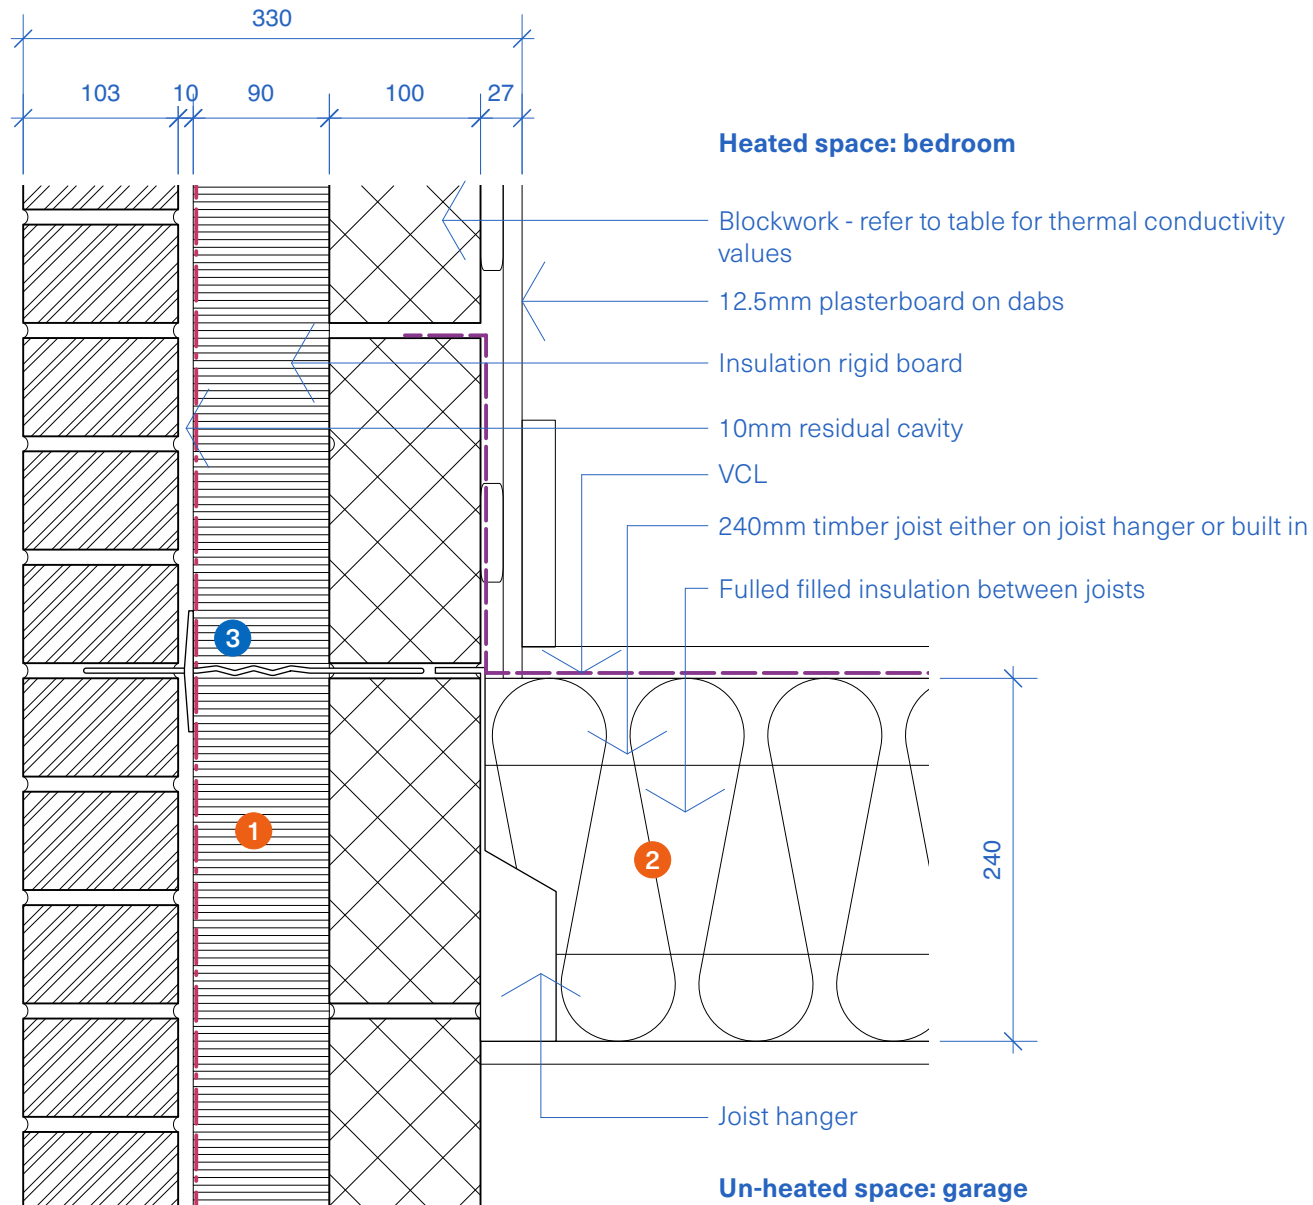 330
103 10 90 100 27
Heated space: bedroom
Blockwork - refer to table for thermal conductivity
values
12.5mm plasterboard on dabs
Insulation rigid board
10mm residual cavity
VCL
240mm timber joist either on joist hanger or built in
Fulled filled insulation between joists
3
1
2
240
Joist hanger
Un-heated space: garage